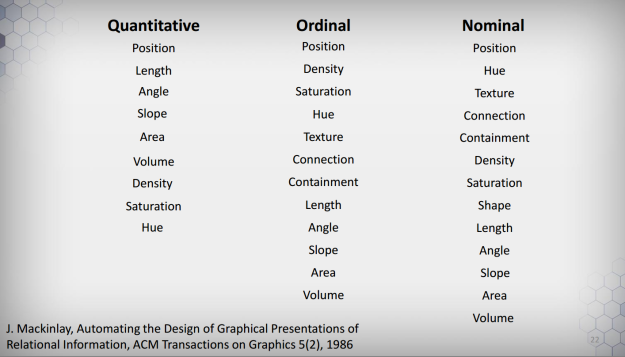 Quantitative
Position
Length
Angle
Slope
Area
Volume
Density
Saturation
Hue
Ordinal
Position
Density
Saturation
Hue
Texture
Connection
Containment
Length
Angle
Slope
Area
Volume
Nominal
Position
Hue
Texture
Connection
Containment
Density
Saturation
Shape
Length
Angle
Slope
Area
Volume
J. Mackinlay, Automating the Design of Graphical Presentations of
Relational Information, ACM Transactions on Graphics 5(2), 1986
22